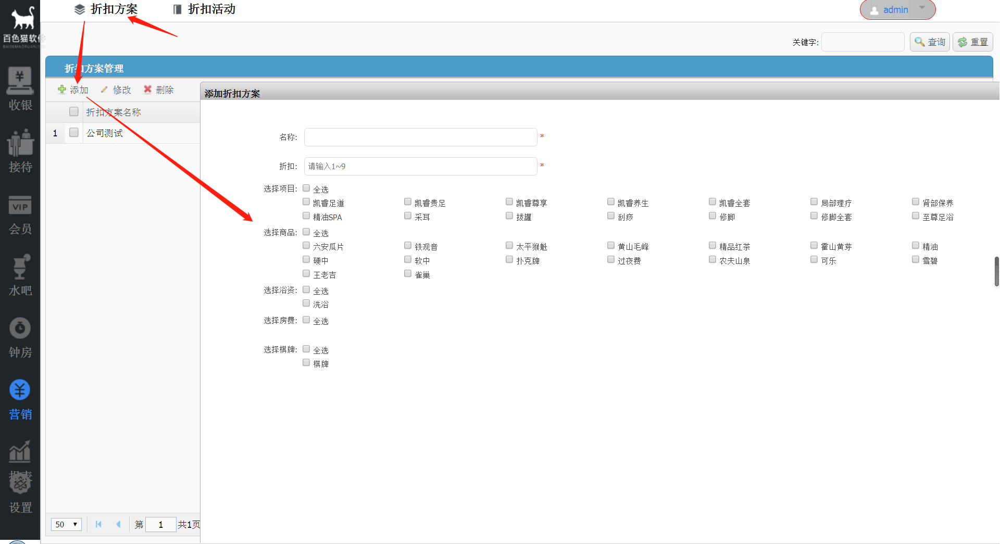 折扣方案 折扣活动 admin
百色猫软件
关键字: 查询 重置
折扣方案管理
添加 修改 删除
添加折扣方案
折扣方案名称
1 公司测试
收银
接待
VIP
会员
水吧
钟房
营销
报表
设置
名称: *
折扣: 请输入1~9 *
选择项目: 全选
凯睿足道 凯睿贵足 凯睿尊享 凯睿养生 凯睿全套 局部理疗 肾部保养
精油SPA 采耳 拔罐 刮痧 修脚 修脚全套 至尊足浴
选择商品: 全选
六安瓜片 铁观音 太平猴魁 黄山毛峰 精品红茶 霍山黄芽 精油
硬中 软中 扑克牌 过夜费 农夫山泉 可乐 雪碧
王老吉 雀巢
选择浴资: 全选
洗浴
选择房费: 全选
选择棋牌: 全选
棋牌
50 第 1 共1页